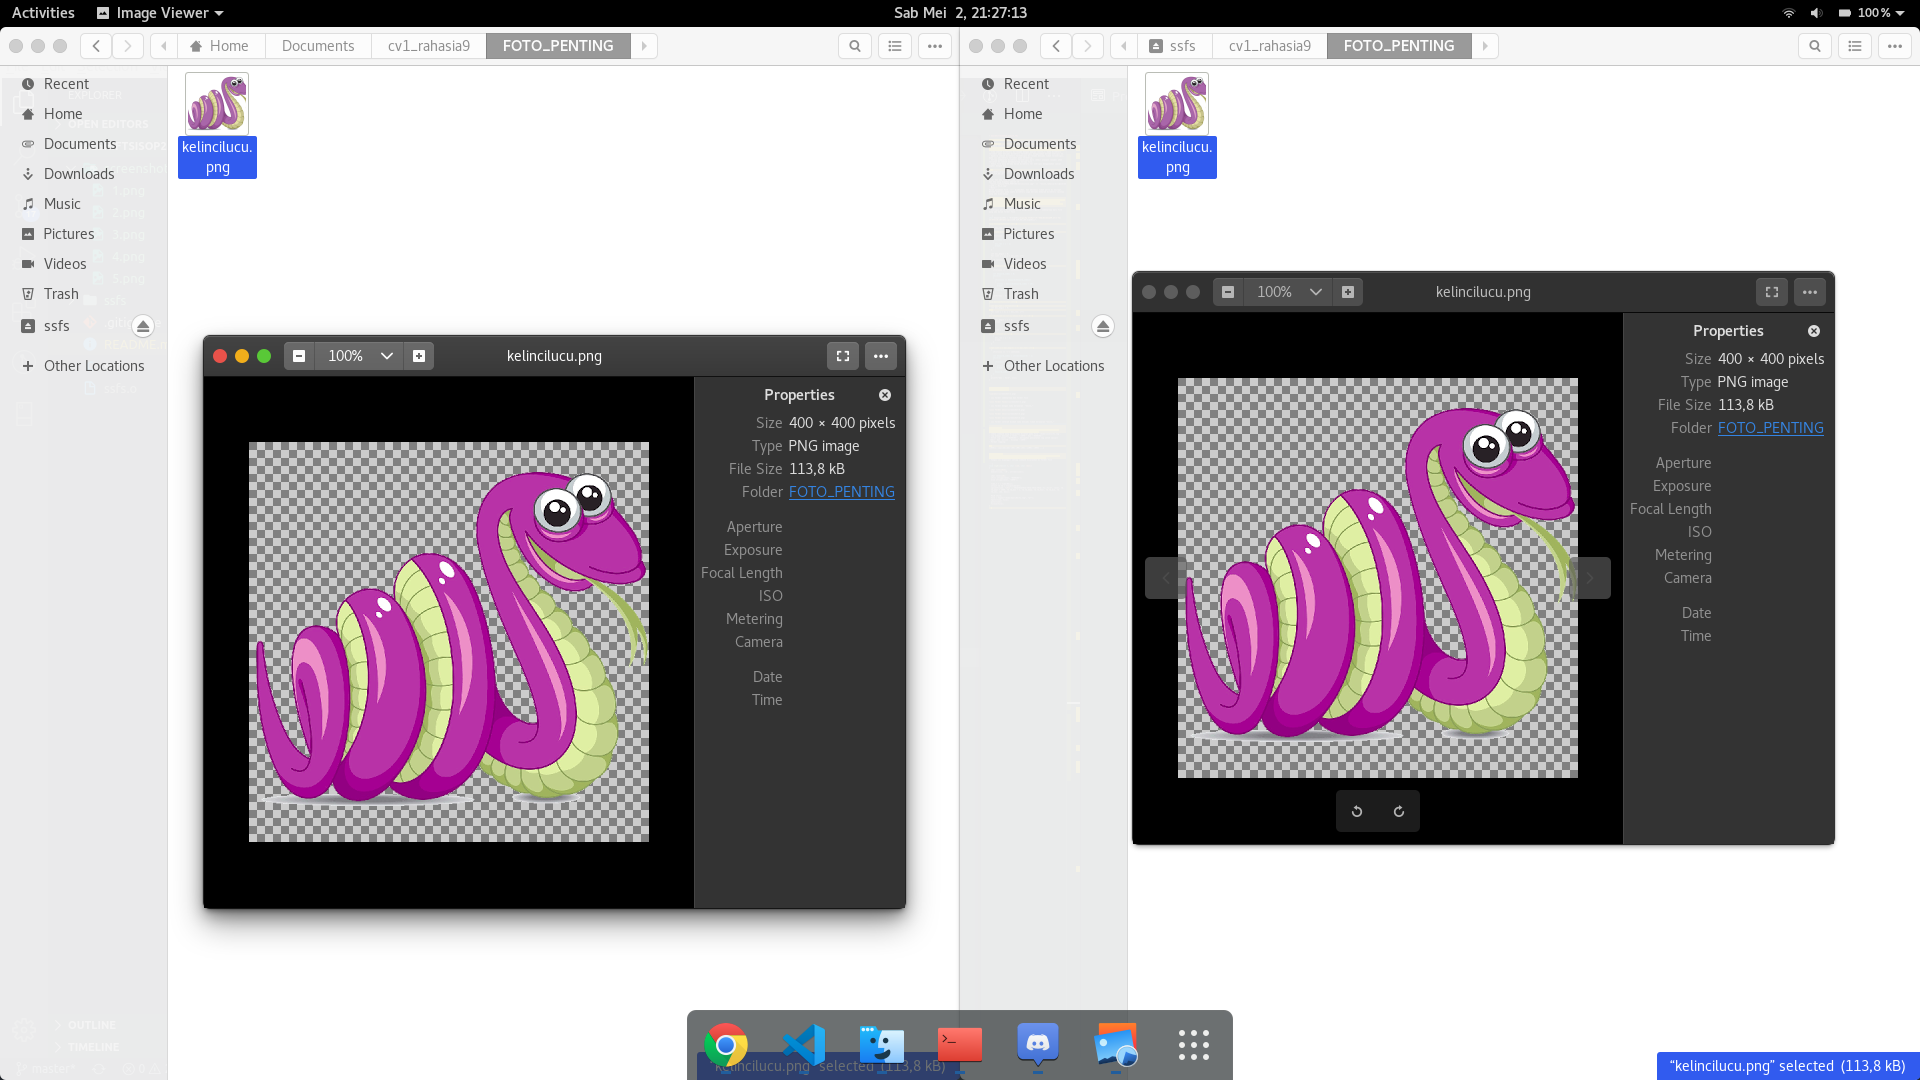 Activities
Image Viewer
Sab Mei 2, 21:27:13
100%
Home
Documents
cv1_rahasia9
FOTO_PENTING
ssfs
cv1_rahasia9
FOTO_PENTING
Recent
Home
Documents
Downloads
Music
Pictures
Videos
Trash
ssfs
Other Locations
kelincilucu.
png
100%
kelincilucu.png
Properties
Size 400 × 400 pixels
Type PNG image
File Size 113,8 kB
Folder FOTO_PENTING
Aperture
Exposure
Focal Length
ISO
Metering
Camera
Date
Time
Recent
Home
Documents
Downloads
Music
Pictures
Videos
Trash
ssfs
Other Locations
kelincilucu.
png
100%
kelincilucu.png
Properties
Size 400 × 400 pixels
Type PNG image
File Size 113,8 kB
Folder FOTO_PENTING
Aperture
Exposure
Focal Length
ISO
Metering
Camera
Date
Time
OUTLINE
TIMELINE
"kelincilucu.png" selected (113,8 kB)
"kelincilucu.png" selected (113,8 kB)